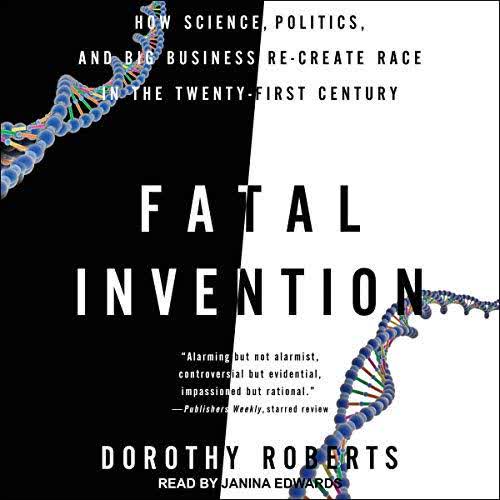 HOW SCIENCE, POLITICS,
AND BIG BUSINESS RE-CREATE RACE
IN THE TWENTY-FIRST CENTURY
FATAL
INVENTION
"Alarming but not alarmist,
controversial but evidential,
impassioned but rational."
—Publishers Weekly, starred review
DOROTHY ROBERTS
READ BY JANINA EDWARDS